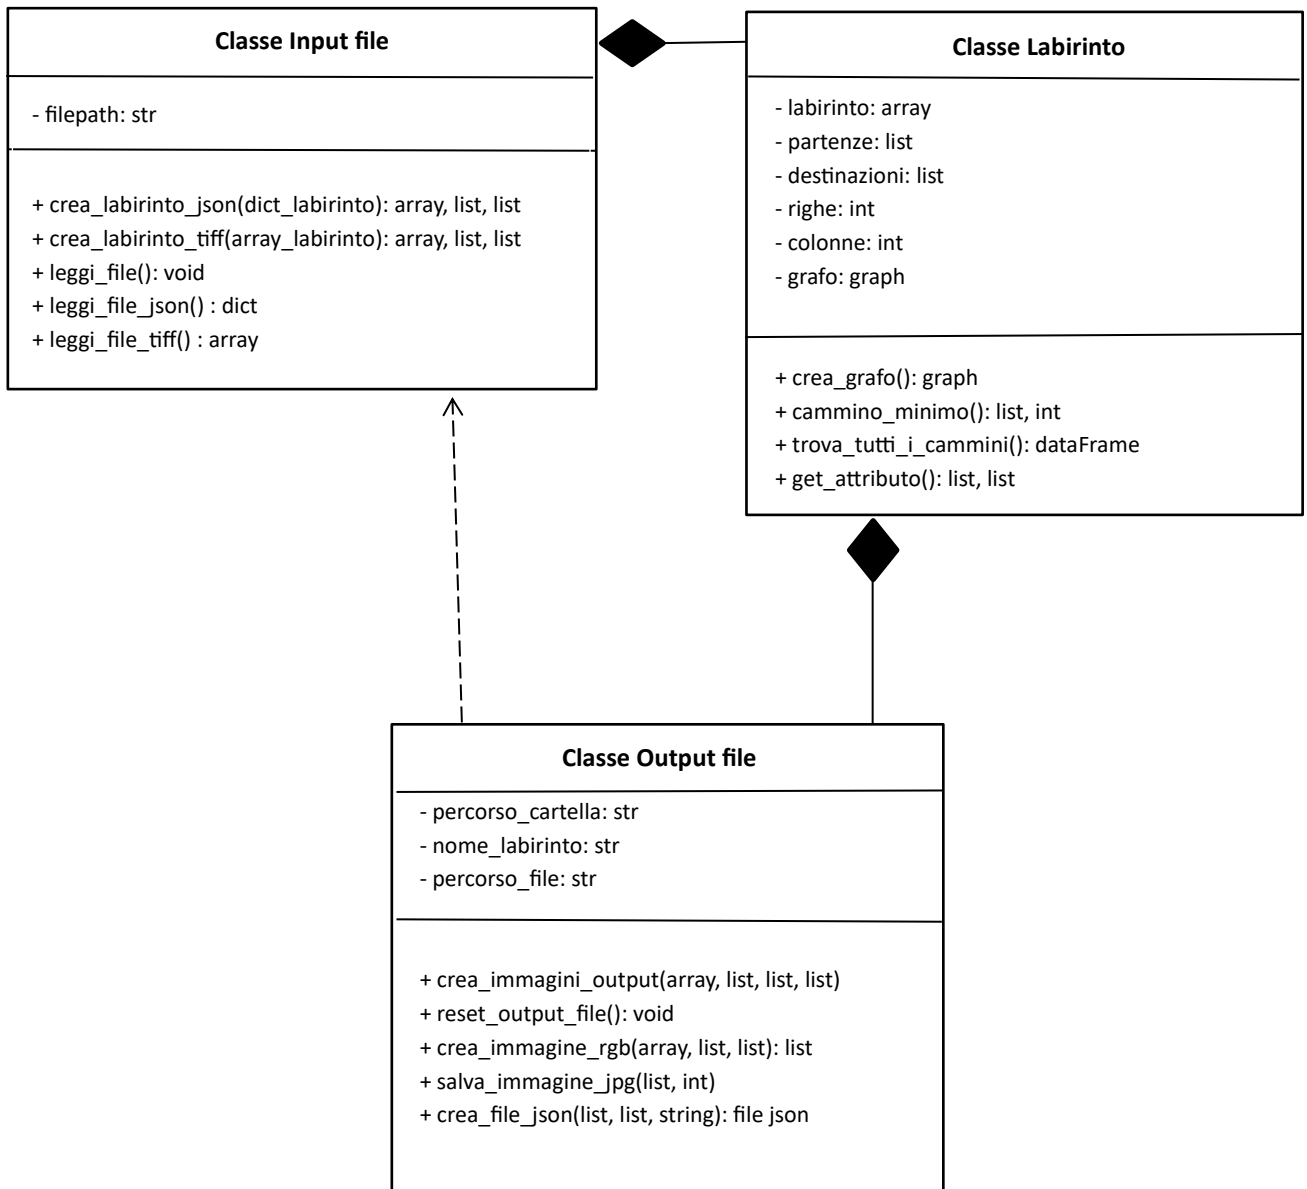 Classe Input file
- filepath: str
+ crea_labirinto_json(dict_labirinto): array, list, list
+ crea_labirinto_tiff(array_labirinto): array, list, list
+ leggi_file(): void
+ leggi_file_json() : dict
+ leggi_file_tiff() : array
Classe Labirinto
- labirinto: array
- partenze: list
- destinazioni: list
- righe: int
- colonne: int
- grafo: graph
+ crea_grafo(): graph
+ cammino_minimo(): list, int
+ trova_tutti_i_cammini(): dataFrame
+ get_attributo(): list, list
Classe Output file
- percorso_cartella: str
- nome_labirinto: str
- percorso_file: str
+ crea_immagini_output(array, list, list, list)
+ reset_output_file(): void
+ crea_immagine_rgb(array, list, list): list
+ salva_immagine_jpg(list, int)
+ crea_file_json(list, list, string): file json